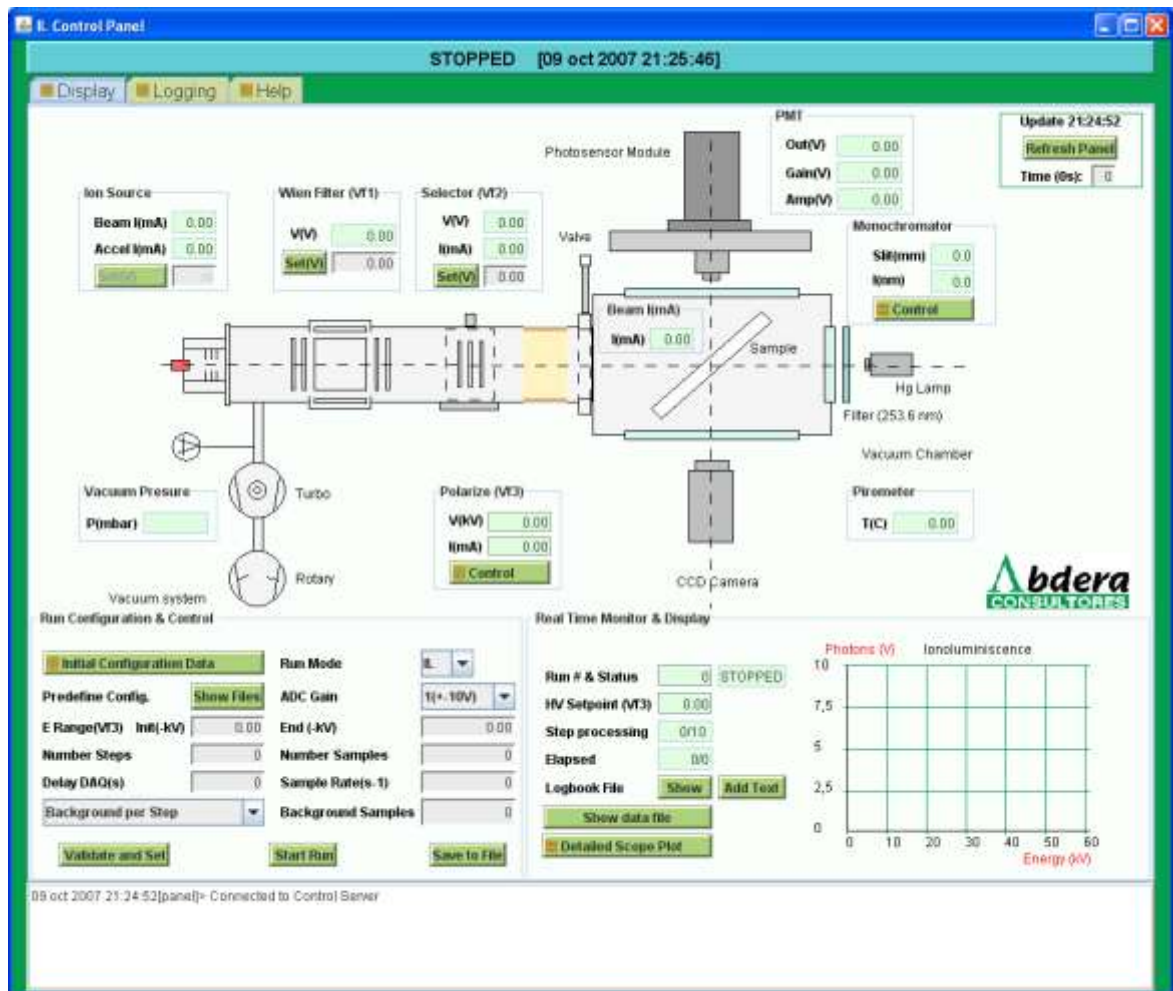 IL Control Panel
STOPPED [09 oct 2007 21:25:46]
Display Logging Help
PMT
Out(V) 0.00
Gain(V) 0.00
Amp(V) 0.00
Update 21:24:52
Refresh Panel
Time (0s): 0
Photosensor Module
Ion Source
Beam I(mA) 0.00
Accel I(mA) 0.00
Wien Filter (Vf1)
V(V) 0.00
Set(V) 0.00
Selector (Vf2)
V(V) 0.00
I(mA) 0.00
Set(V) 0.00
Valve
Monochromator
Slit(mm) 0.0
I(nm) 0.0
Control
Beam I(mA)
I(mA) 0.00
Sample
Hg Lamp
Filter (253.6 nm)
Vacuum Chamber
Vacuum Presure
P(mbar)
Turbo
Rotary
Vacuum system
Polarize (Vf3)
V(kV) 0.00
I(mA) 0.00
Control
CCD Camera
Pirometer
T(C) 0.00
Abdera
CONSULTORES
Run Configuration & Control
Initial Configuration Data
Run Mode IL
Predefine Config. Show Files
ADC Gain 1(+-10V)
E Range(Vf3) Init(-kV) 0.00
End (-kV) 0.00
Number Steps 0
Number Samples 0
Delay DAQ(s) 0
Sample Rate(s-1) 0
Background per Step
Background Samples 0
Validate and Set
Start Run
Save to File
Real Time Monitor & Display
Run # & Status 0 STOPPED
HV Setpoint (Vf3) 0.00
Step processing 0/10
Elapsed 0/0
Logbook File Show Add Text
Show data file
Detailed Scope Plot
Photons (V) Ionoluminiscence
10
7,5
5
2,5
0
0 10 20 30 40 50 60
Energy (kV)
09 oct 2007 21:24:52[panel]> Connected to Control Server